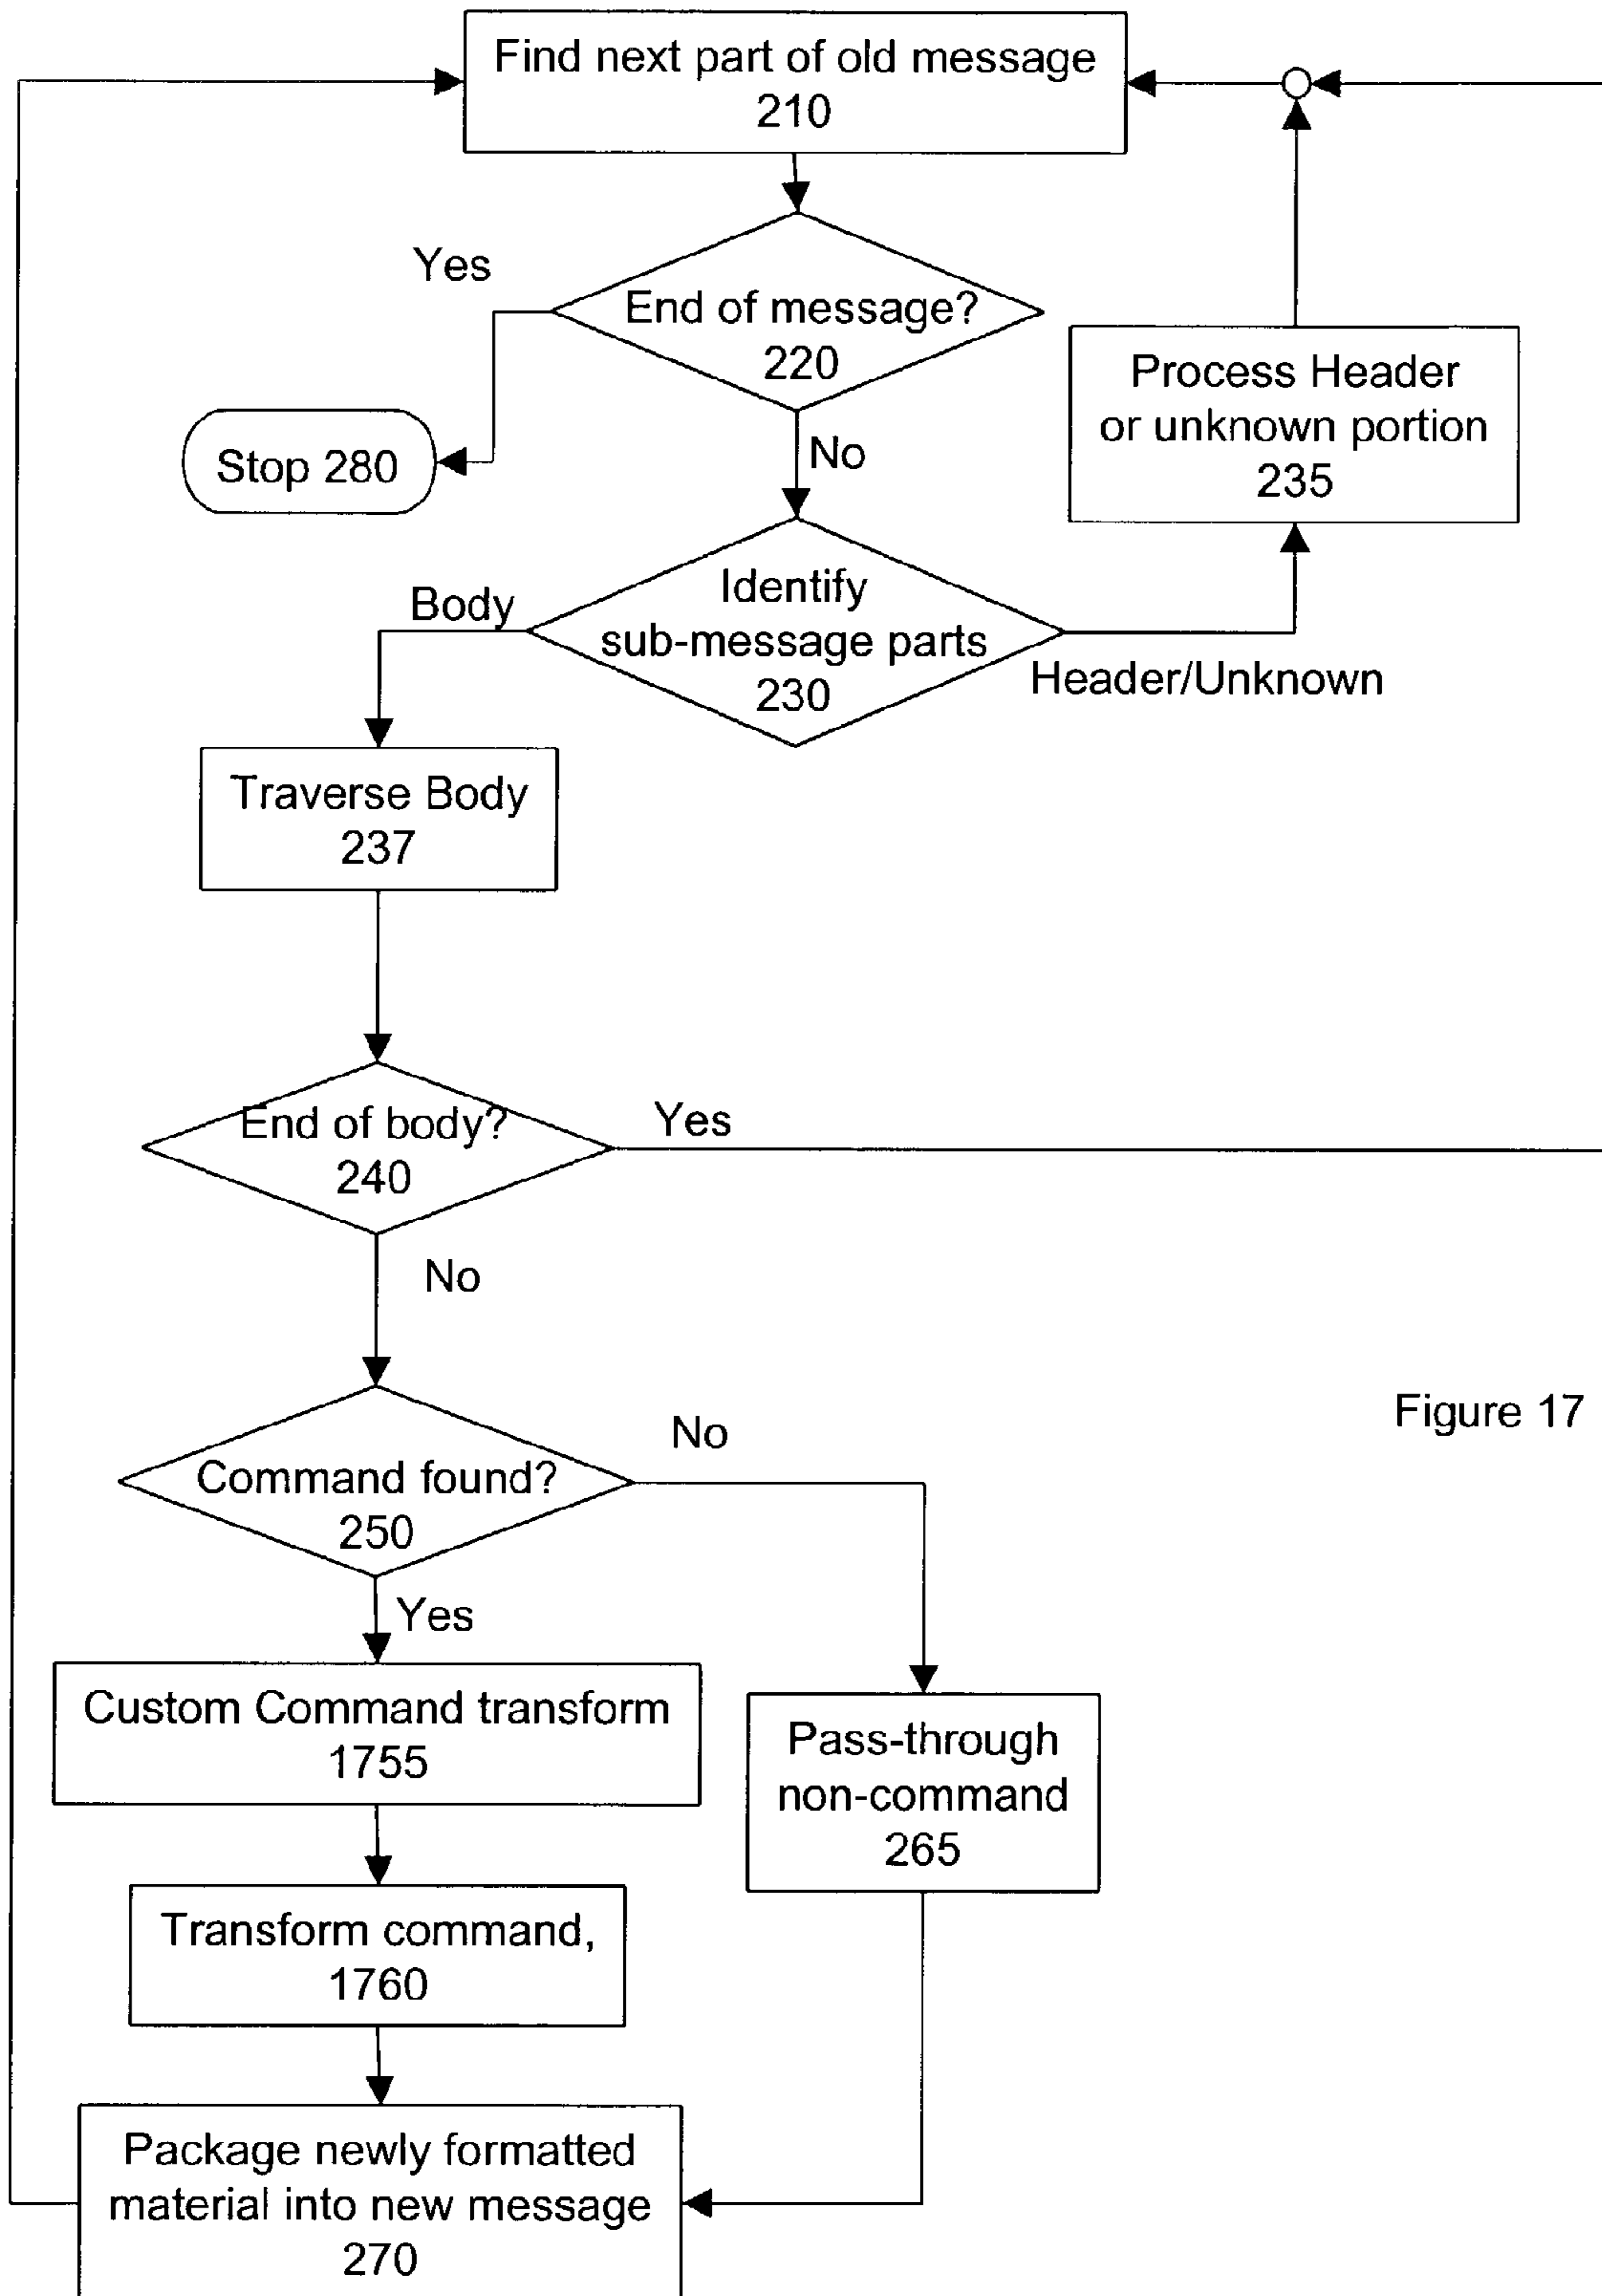 Find next part of old message
210
Yes
End of message?
220
Process Header
or unknown portion
235
Stop 280
No
Identify
sub-message parts
230
Body
Header/Unknown
Traverse Body
237
End of body?
240
Yes
No
Figure 17
Command found?
250
No
Yes
Custom Command transform
1755
Pass-through
non-command
265
Transform command,
1760
Package newly formatted
material into new message
270